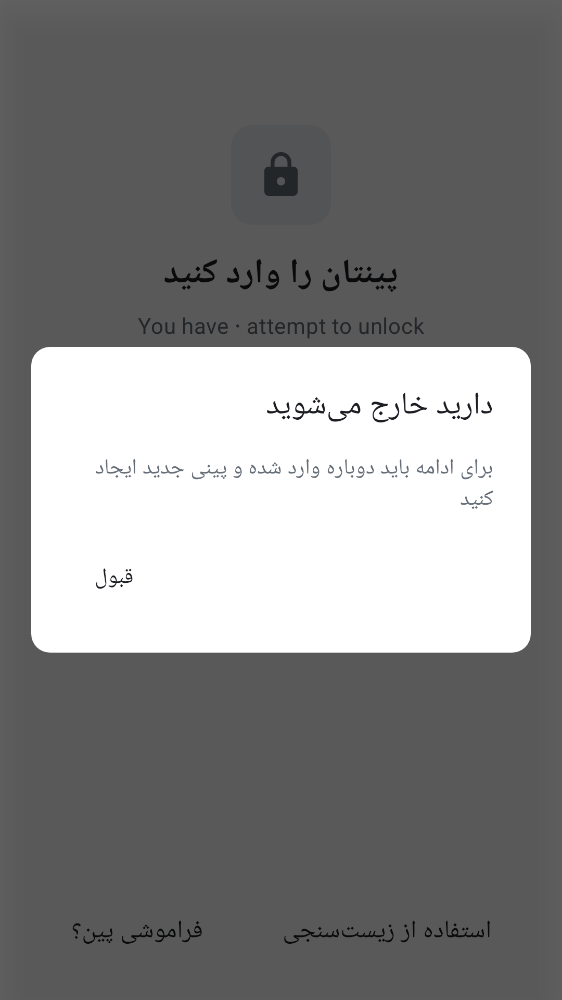 پینتان را وارد کنید
You have · attempt to unlock
دارید خارج می‌شوید
برای ادامه باید دوباره وارد شده و پینی جدید ایجاد
کنید
قبول
استفاده از زیست‌سنجی
فراموشی پین؟